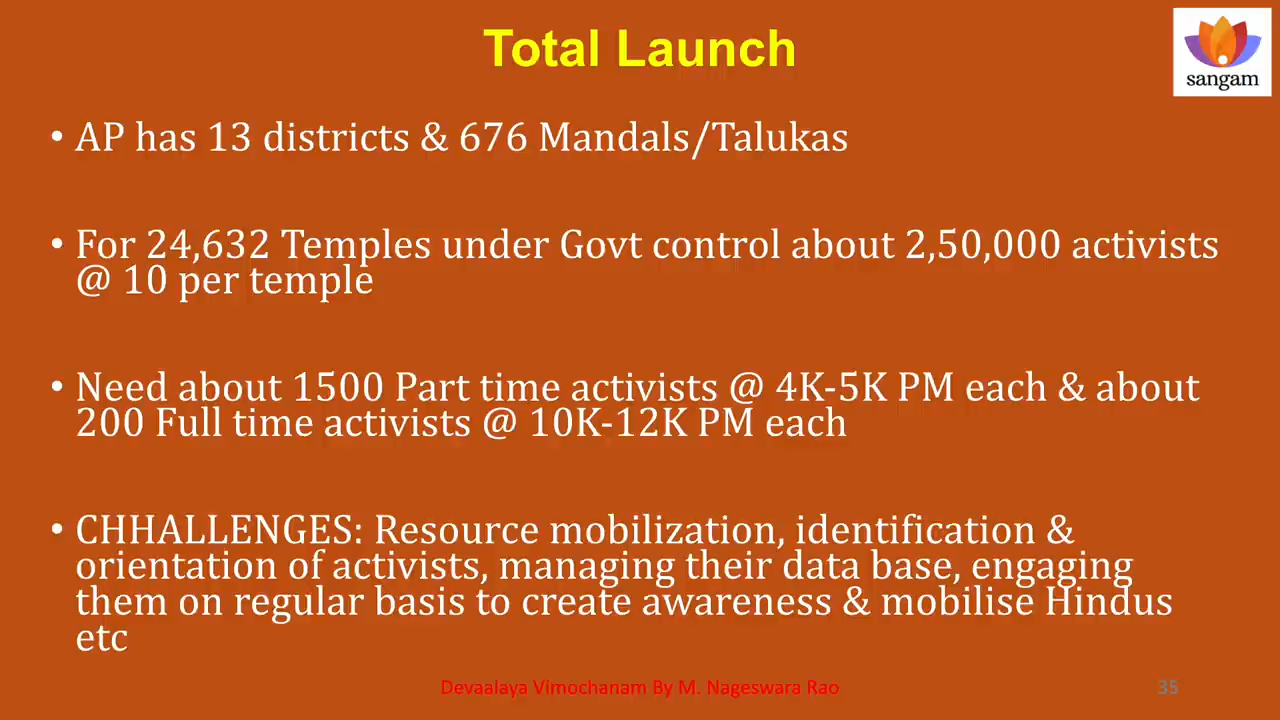 Total Launch
sangam
• AP has 13 districts & 676 Mandals/Talukas
• For 24,632 Temples under Govt control about 2,50,000 activists
@ 10 per temple
• Need about 1500 Part time activists @ 4K-5K PM each & about
200 Full time activists @ 10K-12K PM each
• CHHALLENGES: Resource mobilization, identification &
orientation of activists, managing their data base, engaging
them on regular basis to create awareness & mobilise Hindus
etc
Devaalaya Vimochanam By M. Nageswara Rao
35